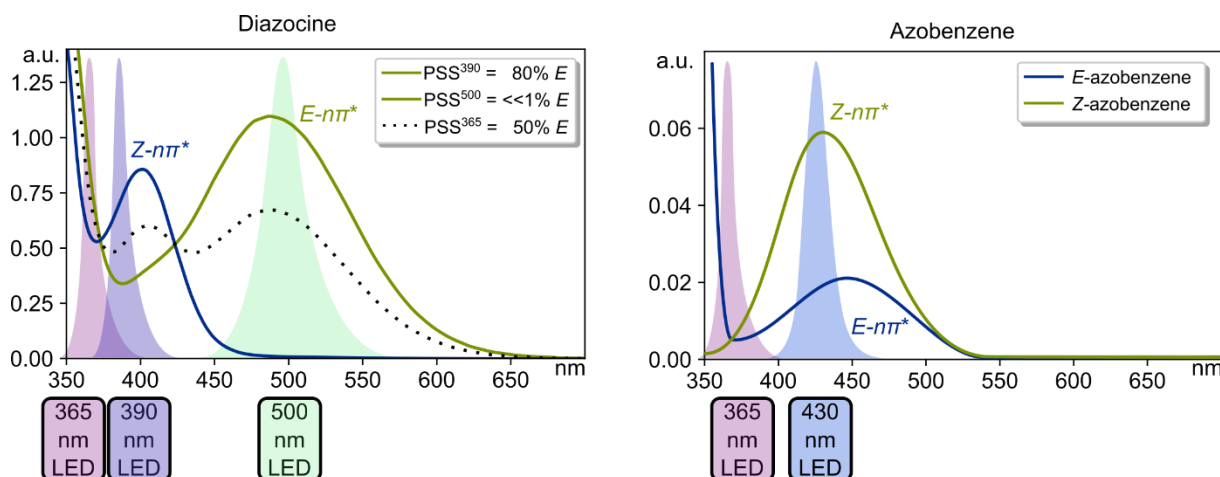 Diazocine
a.u.
1.25
1.00
0.75
0.50
0.25
0.00
PSS³⁹⁰ = 80% E
PSS⁵⁰⁰ = <<1% E
PSS³⁶⁵ = 50% E
Z-nπ*
E-nπ*
350 400 450 500 550 600 650 nm
365
nm
LED
390
nm
LED
500
nm
LED
Azobenzene
a.u.
0.06
0.04
0.02
0.00
E-azobenzene
Z-azobenzene
Z-nπ*
E-nπ*
350 400 450 500 550 600 650 nm
365
nm
LED
430
nm
LED